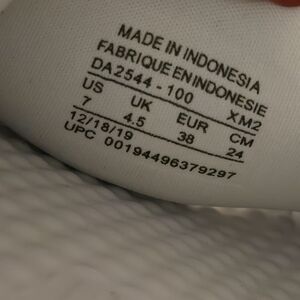 MADE IN INDONESIA
FABRIQUE EN INDONESIE
DA2544 - 100 XM2
US UK EUR CM
7 4.5 38 24
12/18/19
UPC 00194496379297